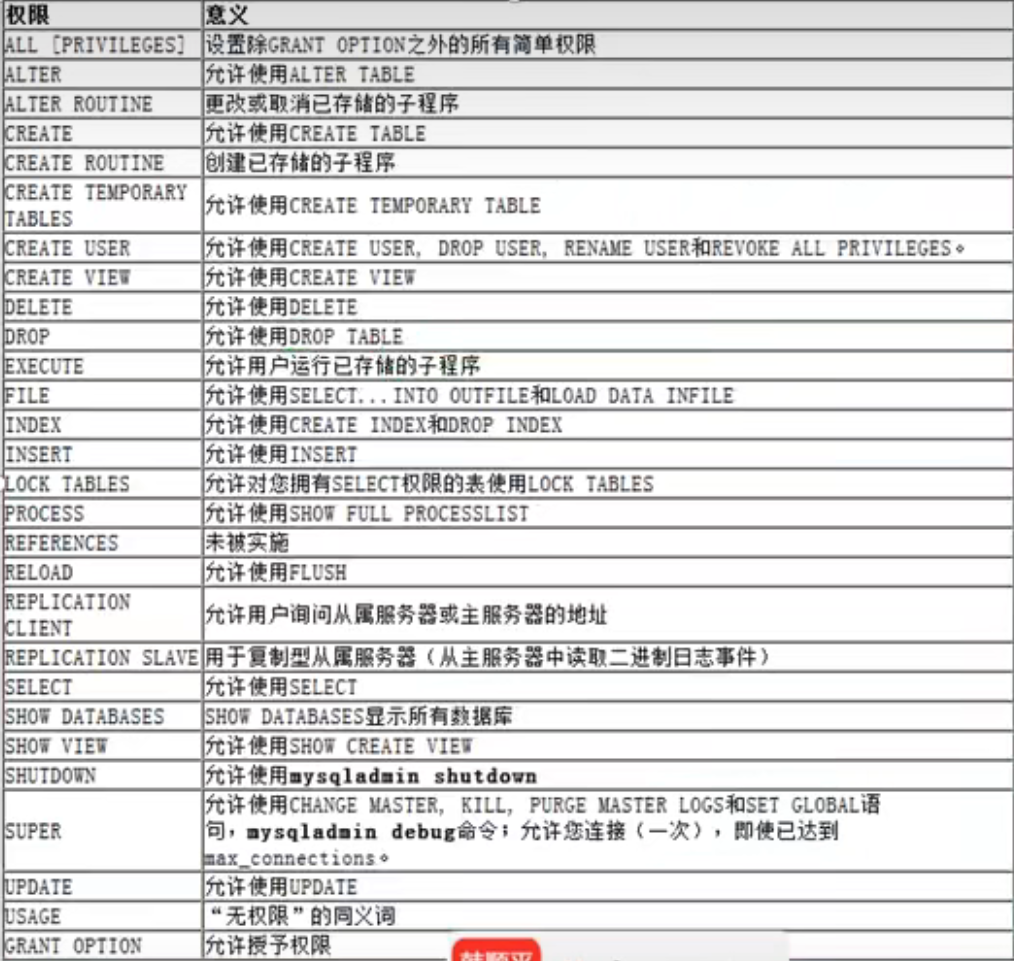 权限 意义
ALL [PRIVILEGES] 设置除GRANT OPTION之外的所有简单权限
ALTER 允许使用ALTER TABLE
ALTER ROUTINE 更改或取消已存储的子程序
CREATE 允许使用CREATE TABLE
CREATE ROUTINE 创建已存储的子程序
CREATE TEMPORARY
TABLES
允许使用CREATE TEMPORARY TABLE
CREATE USER 允许使用CREATE USER, DROP USER, RENAME USER和REVOKE ALL PRIVILEGES。
CREATE VIEW 允许使用CREATE VIEW
DELETE 允许使用DELETE
DROP 允许使用DROP TABLE
EXECUTE 允许用户运行已存储的子程序
FILE 允许使用SELECT...INTO OUTFILE和LOAD DATA INFILE
INDEX 允许使用CREATE INDEX和DROP INDEX
INSERT 允许使用INSERT
LOCK TABLES 允许对您拥有SELECT权限的表使用LOCK TABLES
PROCESS 允许使用SHOW FULL PROCESSLIST
REFERENCES 未被实施
RELOAD 允许使用FLUSH
REPLICATION
CLIENT
允许用户询问从属服务器或主服务器的地址
REPLICATION SLAVE 用于复制型从属服务器（从主服务器中读取二进制日志事件）
SELECT 允许使用SELECT
SHOW DATABASES SHOW DATABASES显示所有数据库
SHOW VIEW 允许使用SHOW CREATE VIEW
SHUTDOWN 允许使用mysqladmin shutdown
SUPER
允许使用CHANGE MASTER, KILL, PURGE MASTER LOGS和SET GLOBAL语
句，mysqladmin debug命令；允许您连接（一次），即使已达到
max_connections。
UPDATE 允许使用UPDATE
USAGE “无权限”的同义词
GRANT OPTION 允许授予权限